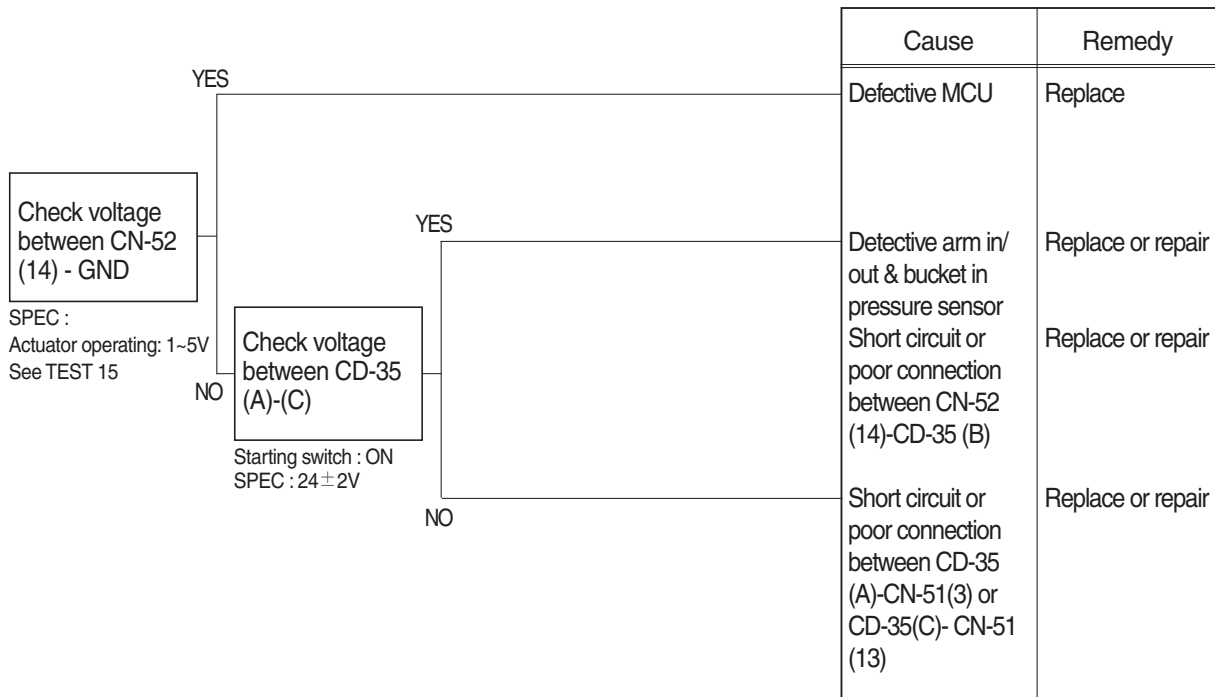 Cause
Remedy
YES
Defective MCU
Replace
Check voltage
between CN-52
(14) - GND
SPEC :
Actuator operating: 1~5V
See TEST 15
YES
Detective arm in/
out & bucket in
pressure sensor
Replace or repair
NO
Check voltage
between CD-35
(A)-(C)
Starting switch : ON
SPEC : 24±2V
Short circuit or
poor connection
between CN-52
(14)-CD-35 (B)
Replace or repair
NO
Short circuit or
poor connection
between CD-35
(A)-CN-51(3) or
CD-35(C)- CN-51
(13)
Replace or repair